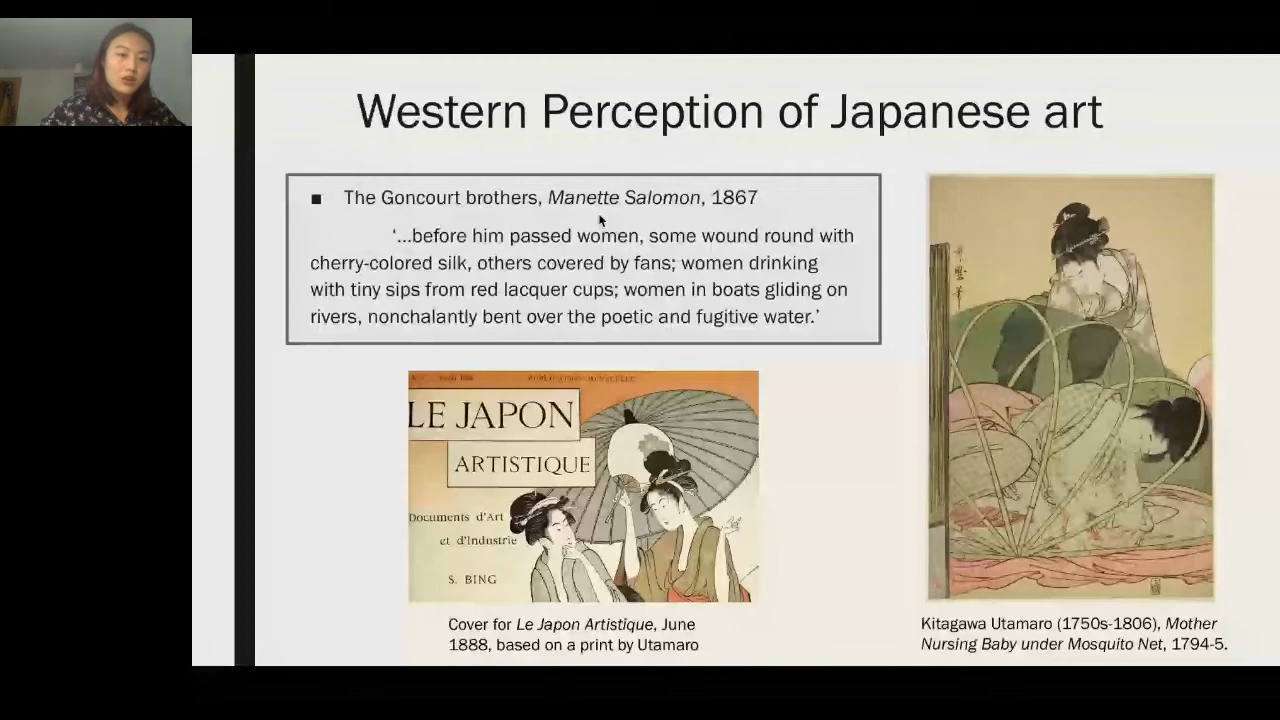 Western Perception of Japanese art
■ The Goncourt brothers, Manette Salomon, 1867
‘...before him passed women, some wound round with
cherry-colored silk, others covered by fans; women drinking
with tiny sips from red lacquer cups; women in boats gliding on
rivers, nonchalantly bent over the poetic and fugitive water.’
LE JAPON
ARTISTIQUE
Documents d'Art
et d'Industrie
S. BING
Cover for Le Japon Artistique, June
1888, based on a print by Utamaro
Kitagawa Utamaro (1750s-1806), Mother
Nursing Baby under Mosquito Net, 1794-5.